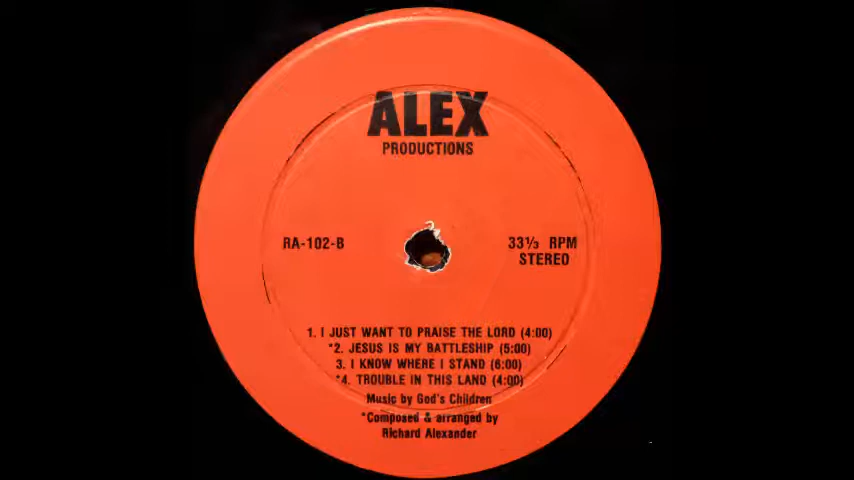 ALEX
PRODUCTIONS
RA-102-B
33⅓ RPM
STEREO
1. I JUST WANT TO PRAISE THE LORD (4:00)
*2. JESUS IS MY BATTLESHIP (5:00)
3. I KNOW WHERE I STAND (6:00)
*4. TROUBLE IN THIS LAND (4:00)
Music by God's Children
*Composed & arranged by
Richard Alexander